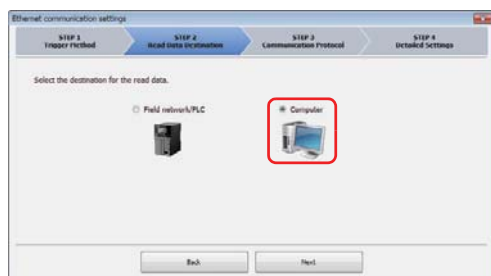 Ethernet communication settings
STEP 1
Trigger Method
STEP 2
Read Data Destination
STEP 3
Communication Protocol
STEP 4
Detailed Settings
Select the destination for the read data.
Field network/PLC
Computer
Back
Next